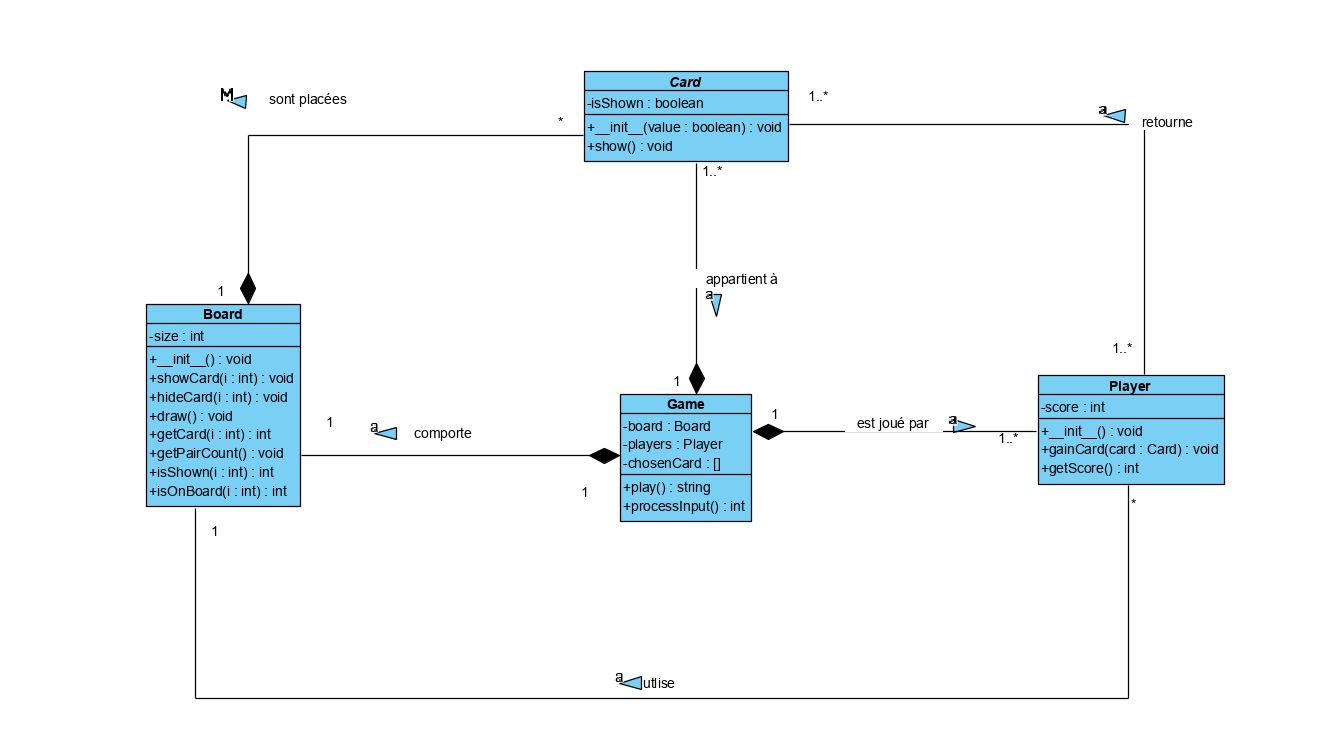 Card
-isShown : boolean
+__init__(value : boolean) : void
+show() : void
M
sont placées
*
1..*
a
retourne
1..*
appartient à
a
1
1
Board
-size : int
+__init__() : void
+showCard(i : int) : void
+hideCard(i : int) : void
+draw() : void
+getCard(i : int) : int
+getPairCount() : void
+isShown(i : int) : int
+isOnBoard(i : int) : int
1
a
comporte
1
Game
-board : Board
-players : Player
-chosenCard : []
+play() : string
+processInput() : int
1
est joué par
a
1..*
1..*
Player
-score : int
+__init__() : void
+gainCard(card : Card) : void
+getScore() : int
*
1
a
utlise